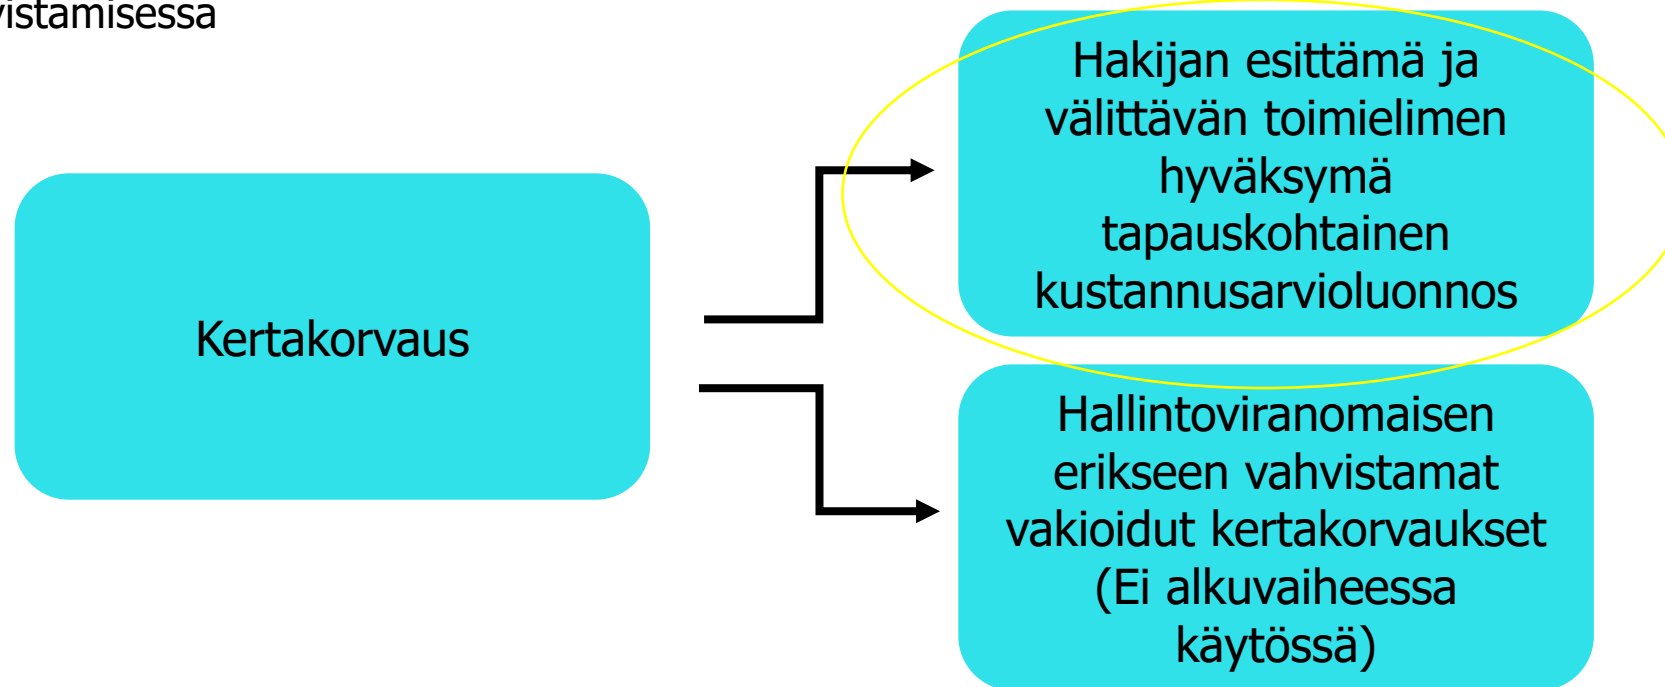 vistamisessa
Hakijan esittämä ja
välittävän toimielimen
hyväksymä
tapauskohtainen
kustannusarvioluonnos
Kertakorvaus
Hallintoviranomaisen
erikseen vahvistamat
vakioidut kertakorvaukset
(Ei alkuvaiheessa
käytössä)